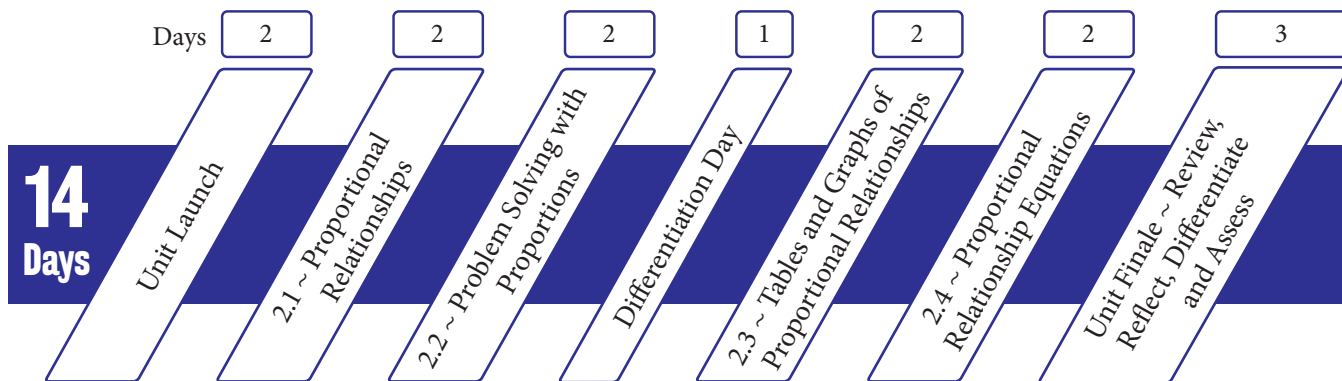 Days 2 2 2 1 2 2 3
14
Days
Unit Launch
2.1 ~ Proportional
Relationships
2.2 ~ Problem Solving with
Proportions
Differentiation Day
2.3 ~ Tables and Graphs of
Proportional Relationships
2.4 ~ Proportional
Relationship Equations
Unit Finale ~ Review,
Reflect, Differentiate
and Assess